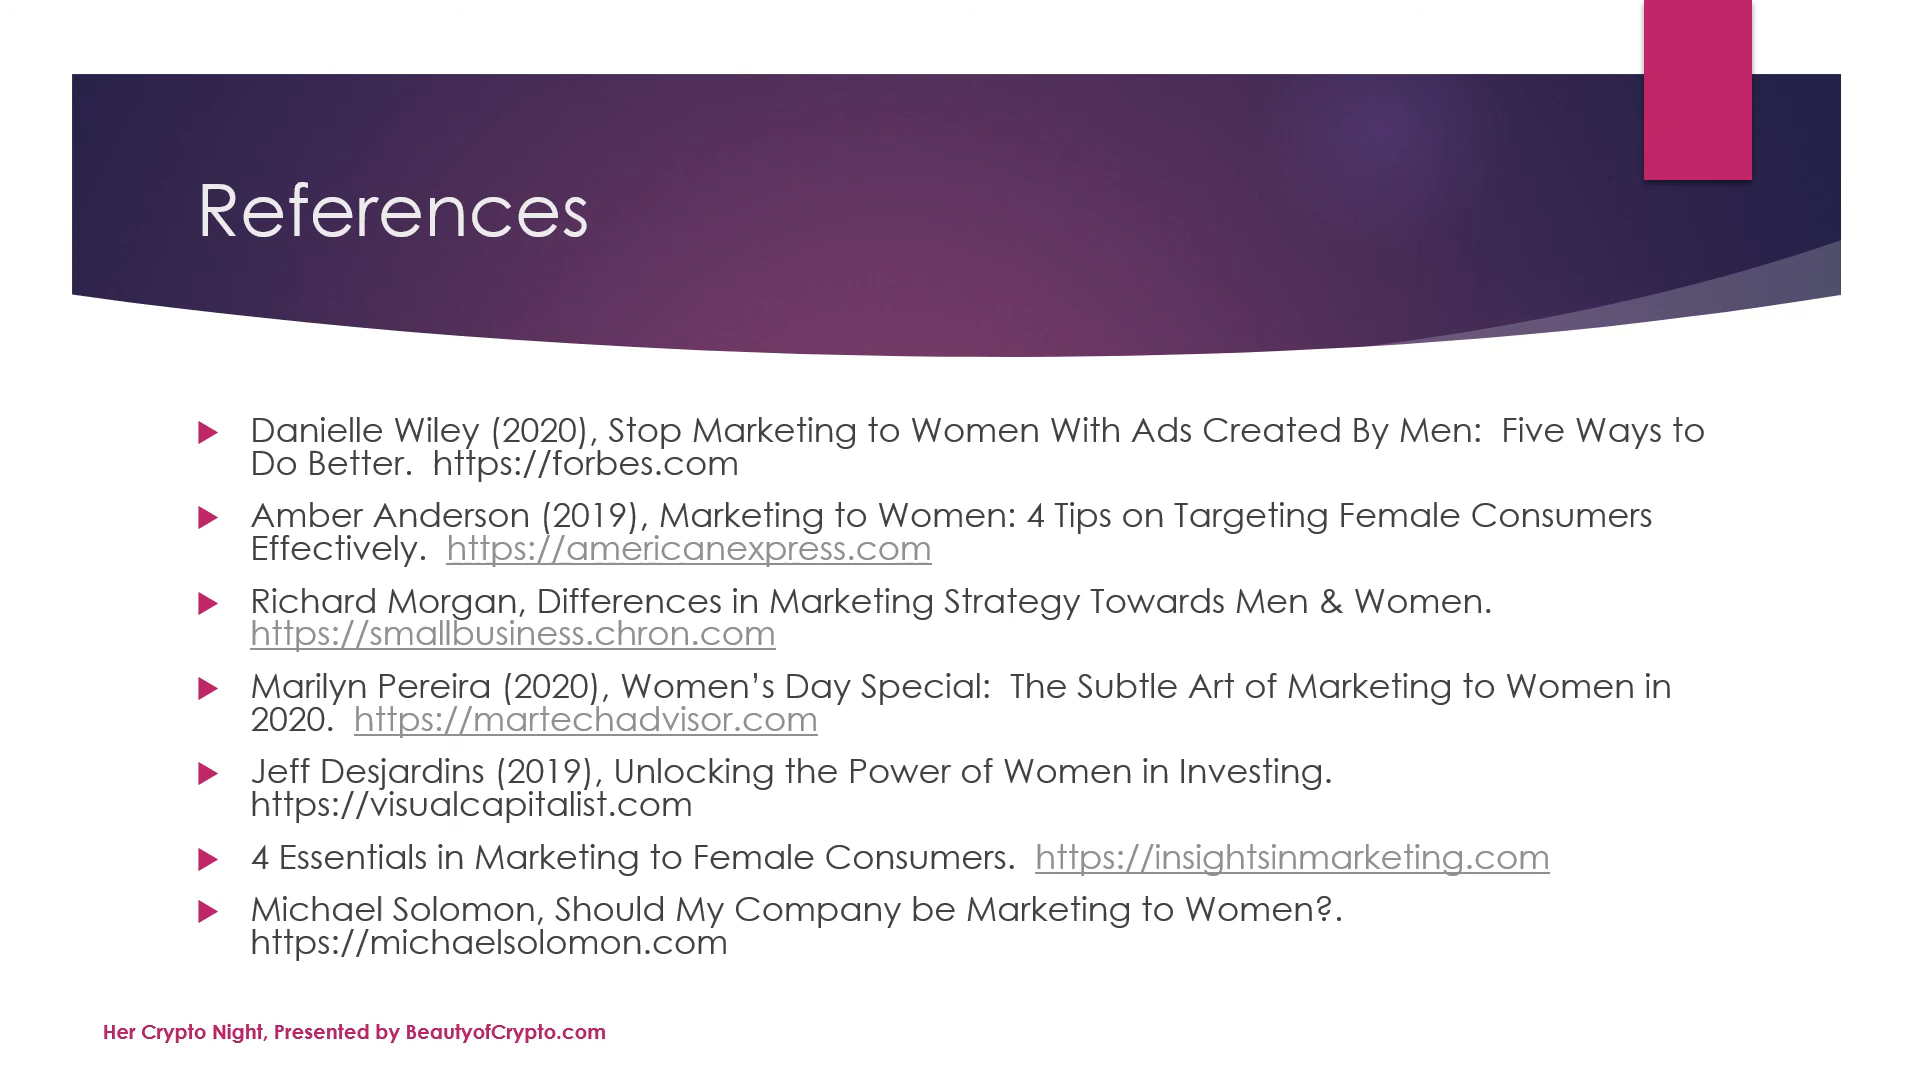 References
Danielle Wiley (2020), Stop Marketing to Women With Ads Created By Men:  Five Ways to
Do Better.  https://forbes.com
Amber Anderson (2019), Marketing to Women: 4 Tips on Targeting Female Consumers
Effectively.  https://americanexpress.com
Richard Morgan, Differences in Marketing Strategy Towards Men & Women.
https://smallbusiness.chron.com
Marilyn Pereira (2020), Women’s Day Special:  The Subtle Art of Marketing to Women in
2020.  https://martechadvisor.com
Jeff Desjardins (2019), Unlocking the Power of Women in Investing.
https://visualcapitalist.com
4 Essentials in Marketing to Female Consumers.  https://insightsinmarketing.com
Michael Solomon, Should My Company be Marketing to Women?.
https://michaelsolomon.com
Her Crypto Night, Presented by BeautyofCrypto.com